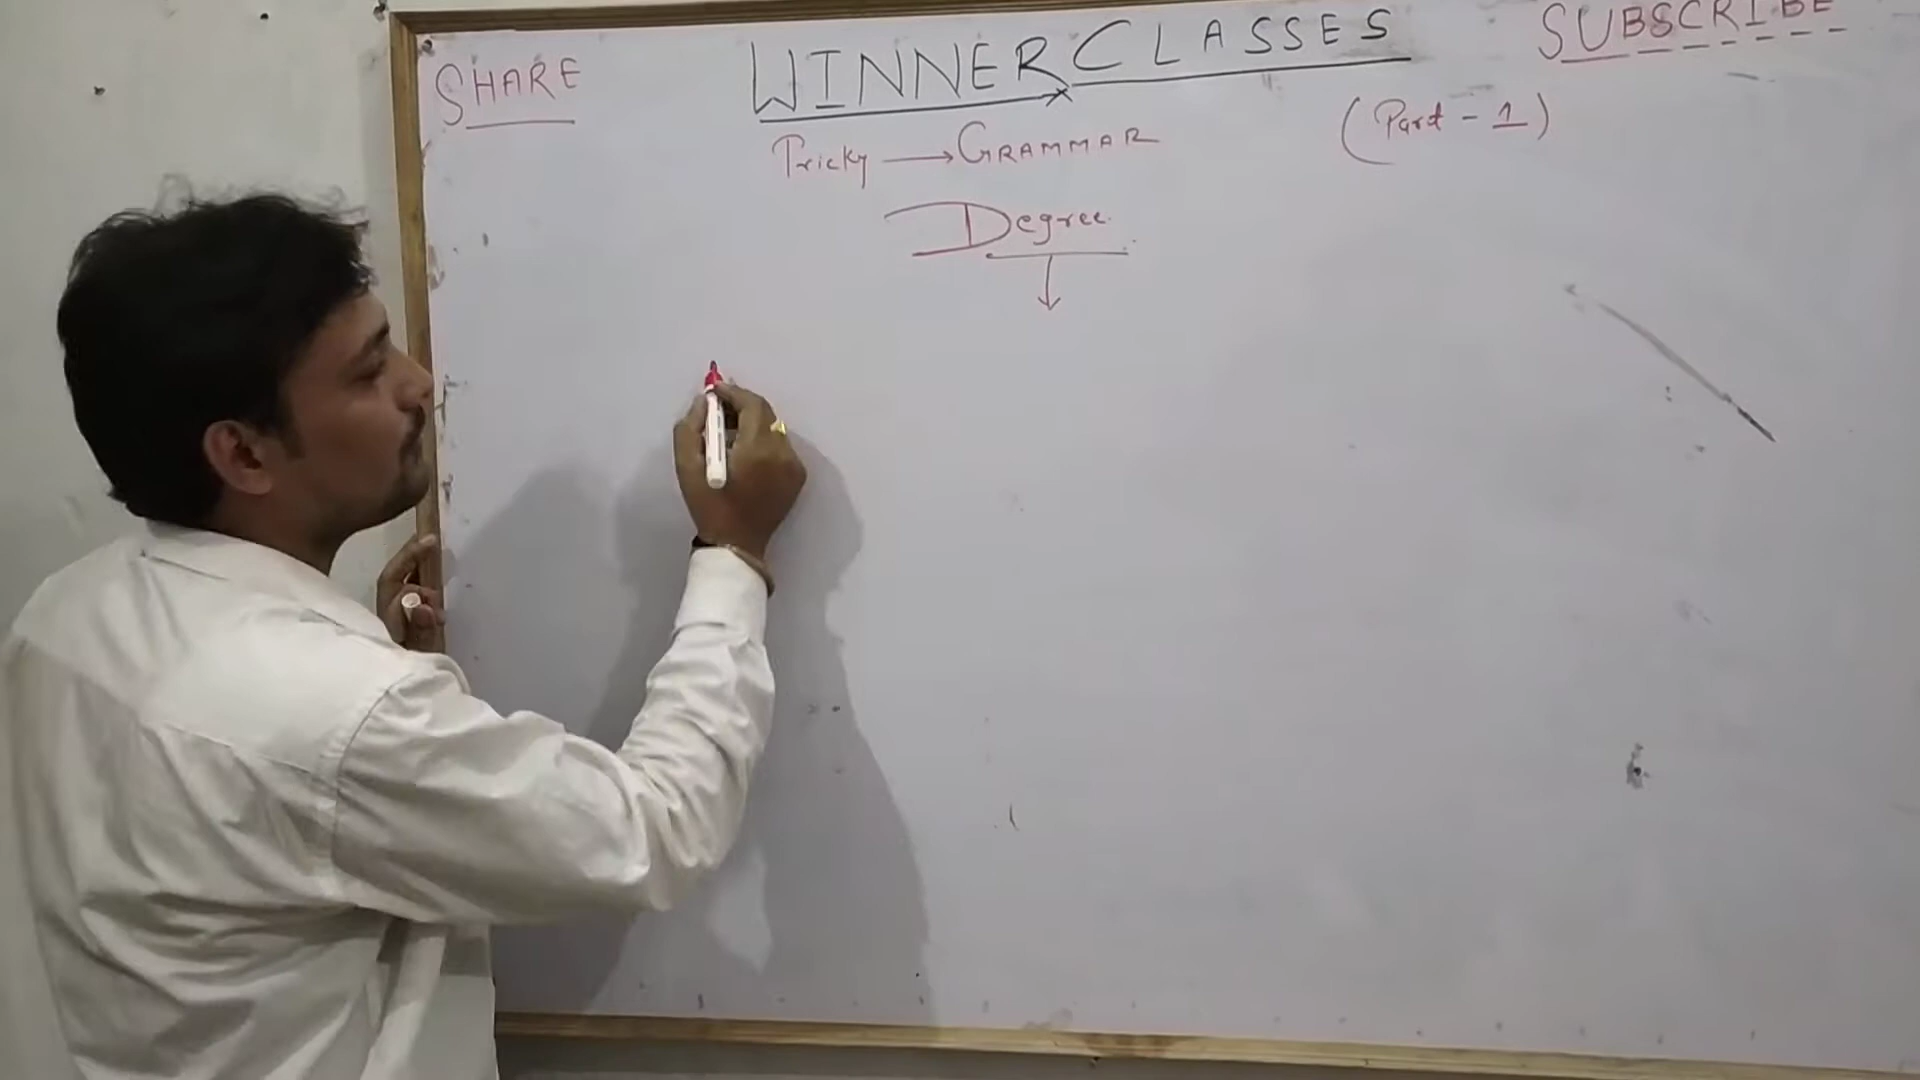 SHARE
WINNER CLASSES
SUBSCRIBE
Tricky → GRAMMAR
(Part - 1)
Degree